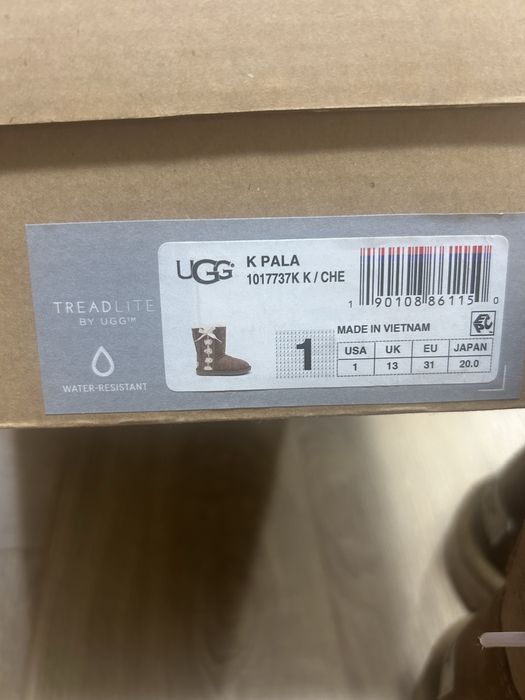 TREADLITE
BY UGG™
WATER-RESISTANT
UGG®
K PALA
1017737K K / CHE
1 90108 86115 0
MADE IN VIETNAM
1
USA UK EU JAPAN
1 13 31 20.0